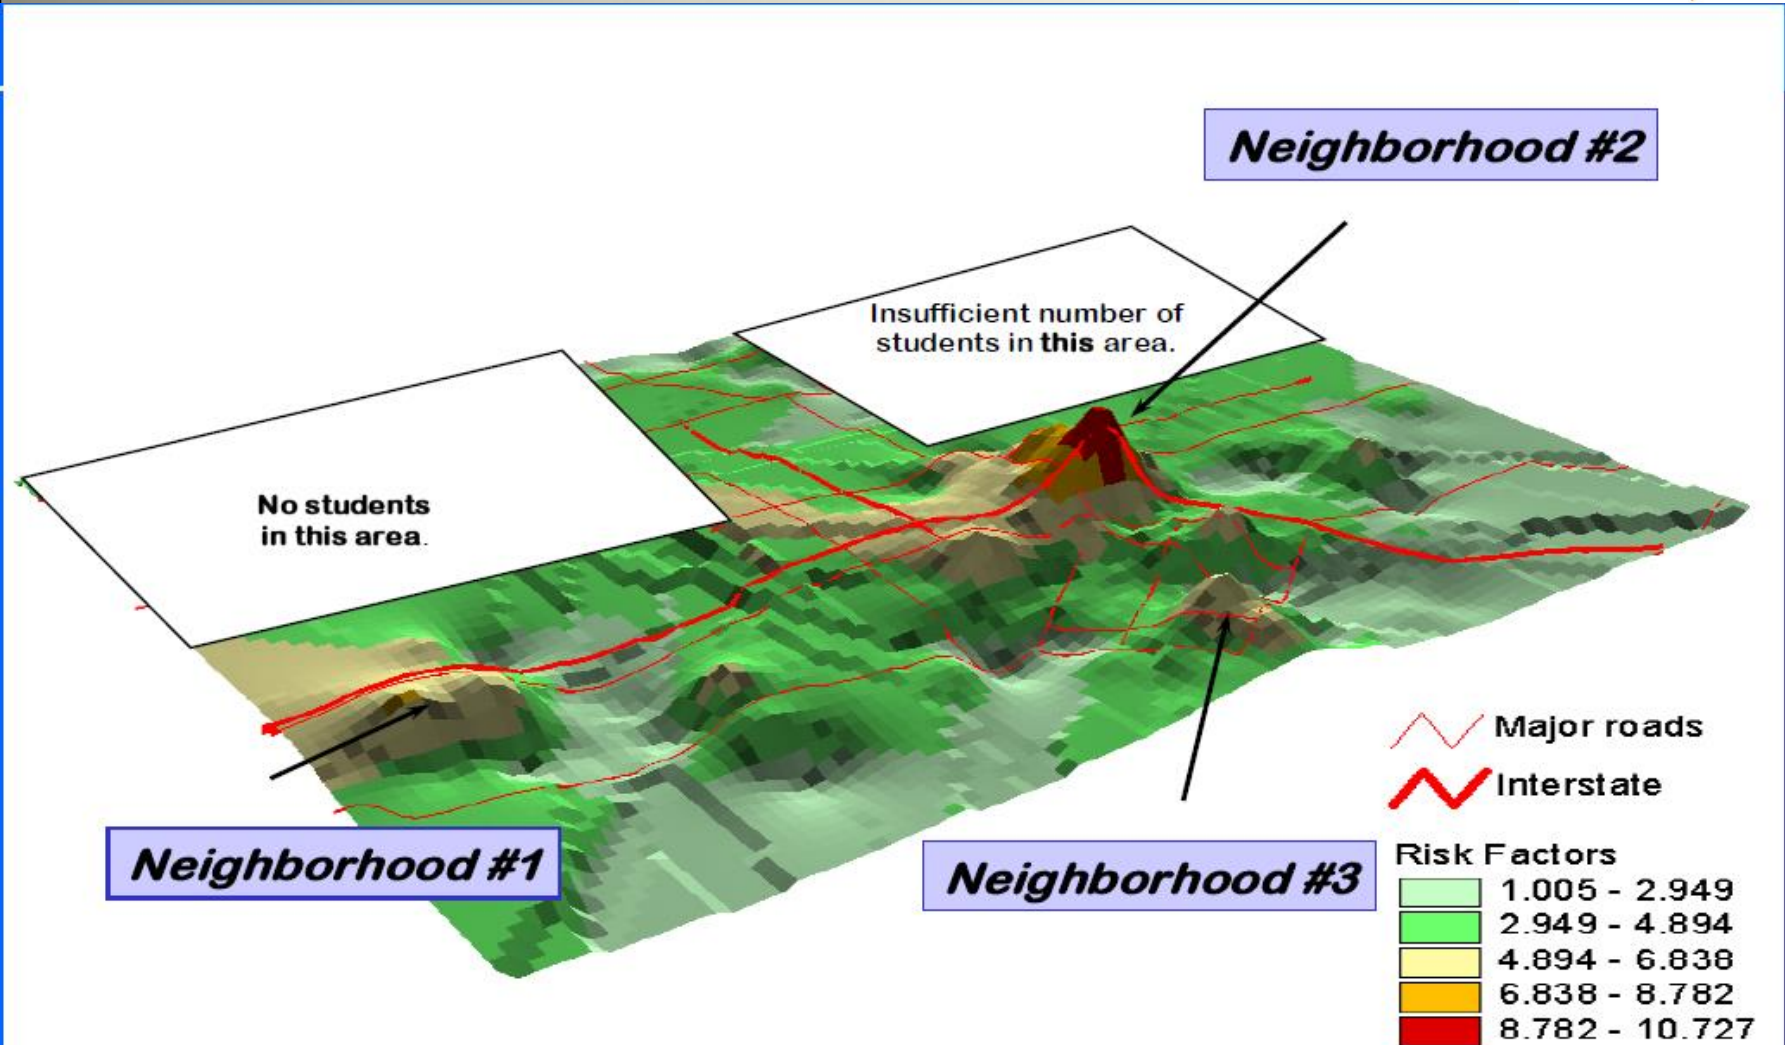 Neighborhood #2
Insufficient number of
students in this area.
No students
in this area.
Neighborhood #1
Neighborhood #3
Major roads
Interstate
Risk Factors
1.005 - 2.949
2.949 - 4.894
4.894 - 6.838
6.838 - 8.782
8.782 - 10.727